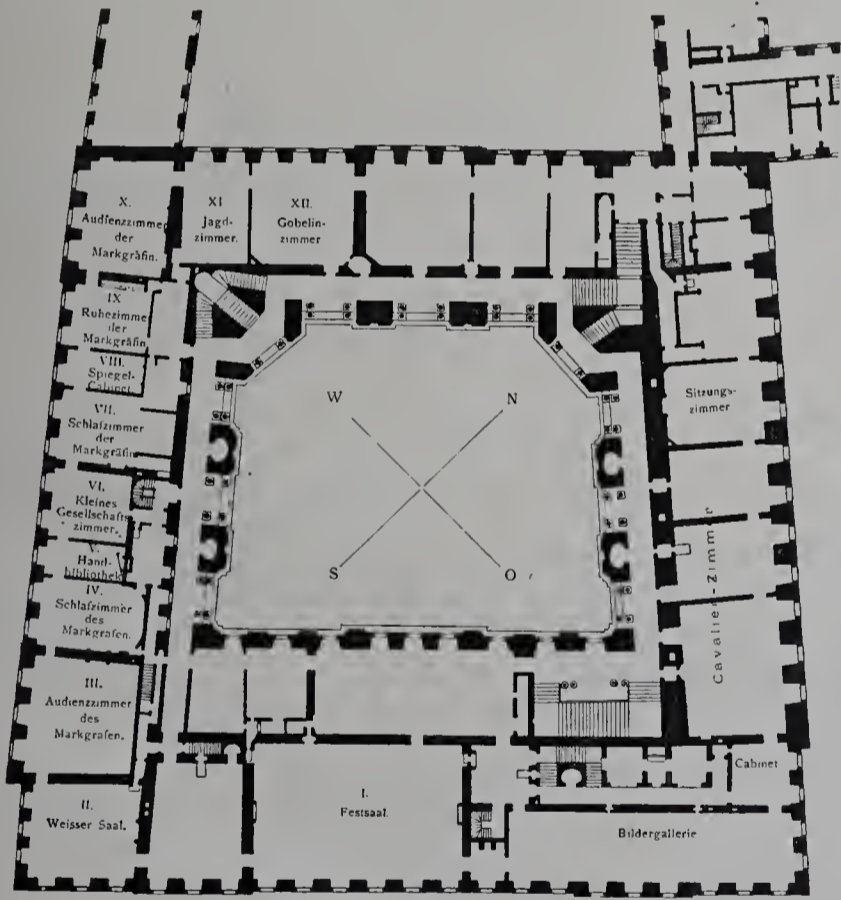 X.
Audienzzimmer
der
Markgräfin.
XI
Jagd-
zimmer.
XII.
Gobelin-
zimmer
IX
Ruhezimmer
der
Markgräfin
VIII.
Spiegel-
Cabinet.
VII.
Schlafzimmer
der
Markgräfin
VI.
Kleines
Gesellschafts
zimmer.
V.
Hand-
bibliothek
IV.
Schlafzimmer
des
Markgrafen.
III.
Audienzzimmer
des
Markgrafen.
II.
Weisser Saal.
I.
Festsaal.
W
N
S
O
Sitzungs-
zimmer
Cavalier-Zimmer
Cabinet
Bildergallerie